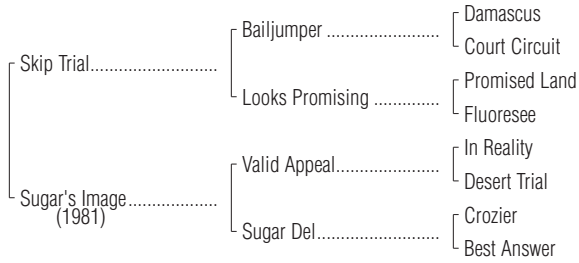 Damascus
Bailjumper
Court Circuit
Skip Trial
Promised Land
Looks Promising
Fluoresee
In Reality
Valid Appeal
Desert Trial
Sugar's Image
(1981)
Crozier
Sugar Del
Best Answer